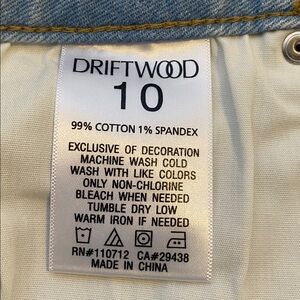 DRIFTWOOD
10
99% COTTON 1% SPANDEX
EXCLUSIVE OF DECORATION
MACHINE WASH COLD
WASH WITH LIKE COLORS
ONLY NON-CHLORINE
BLEACH WHEN NEEDED
TUMBLE DRY LOW
WARM IRON IF NEEDED
RN#110712 CA#29438
MADE IN CHINA